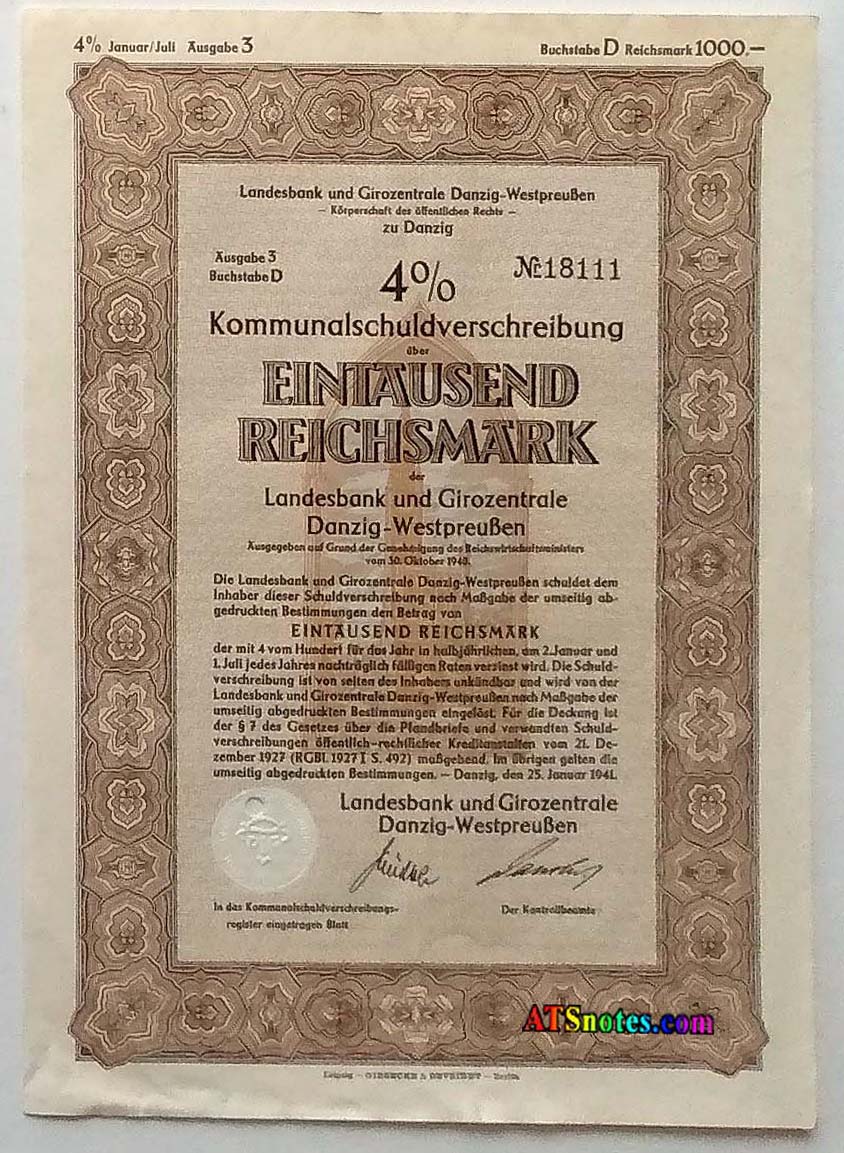 4% Januar/Juli Ausgabe 3
Buchstabe D Reichsmark 1000.—
Landesbank und Girozentrale Danzig-Westpreußen
– Körperschaft des öffentlichen Rechts –
zu Danzig
Ausgabe 3
Buchstabe D
4%
№ 18111
Kommunalschuldverschreibung
über
EINTAUSEND
REICHSMARK
der
Landesbank und Girozentrale
Danzig-Westpreußen
Ausgegeben auf Grund der Genehmigung des Reichswirtschaftsministers
vom 30. Oktober 1940.
Die Landesbank und Girozentrale Danzig-Westpreußen schuldet dem
Inhaber dieser Schuldverschreibung nach Maßgabe der umseitig ab-
gedruckten Bestimmungen den Betrag von
EINTAUSEND REICHSMARK
der mit 4 vom Hundert für das Jahr in halbjährlichen, am 2. Januar und
1. Juli jedes Jahres nachträglich fälligen Raten verzinst wird. Die Schuld-
verschreibung ist von seiten des Inhabers unkündbar und wird von der
Landesbank und Girozentrale Danzig-Westpreußen nach Maßgabe der
umseitig abgedruckten Bestimmungen eingelöst. Für die Deckung ist
der § 7 des Gesetzes über die Pfandbriefe und verwandten Schuld-
verschreibungen öffentlich-rechtlicher Kreditanstalten vom 21. De-
zember 1927 (RGBl. 1927 I S. 492) maßgebend. Im übrigen gelten die
umseitig abgedruckten Bestimmungen. – Danzig, den 25. Januar 1941.
Landesbank und Girozentrale
Danzig-Westpreußen
In das Kommunalschuldverschreibungs-
register eingetragen Blatt
Der Kontrollbeamte
ATSnotes.com
Leipzig – GIESECKE & DEVRIENT – Berlin